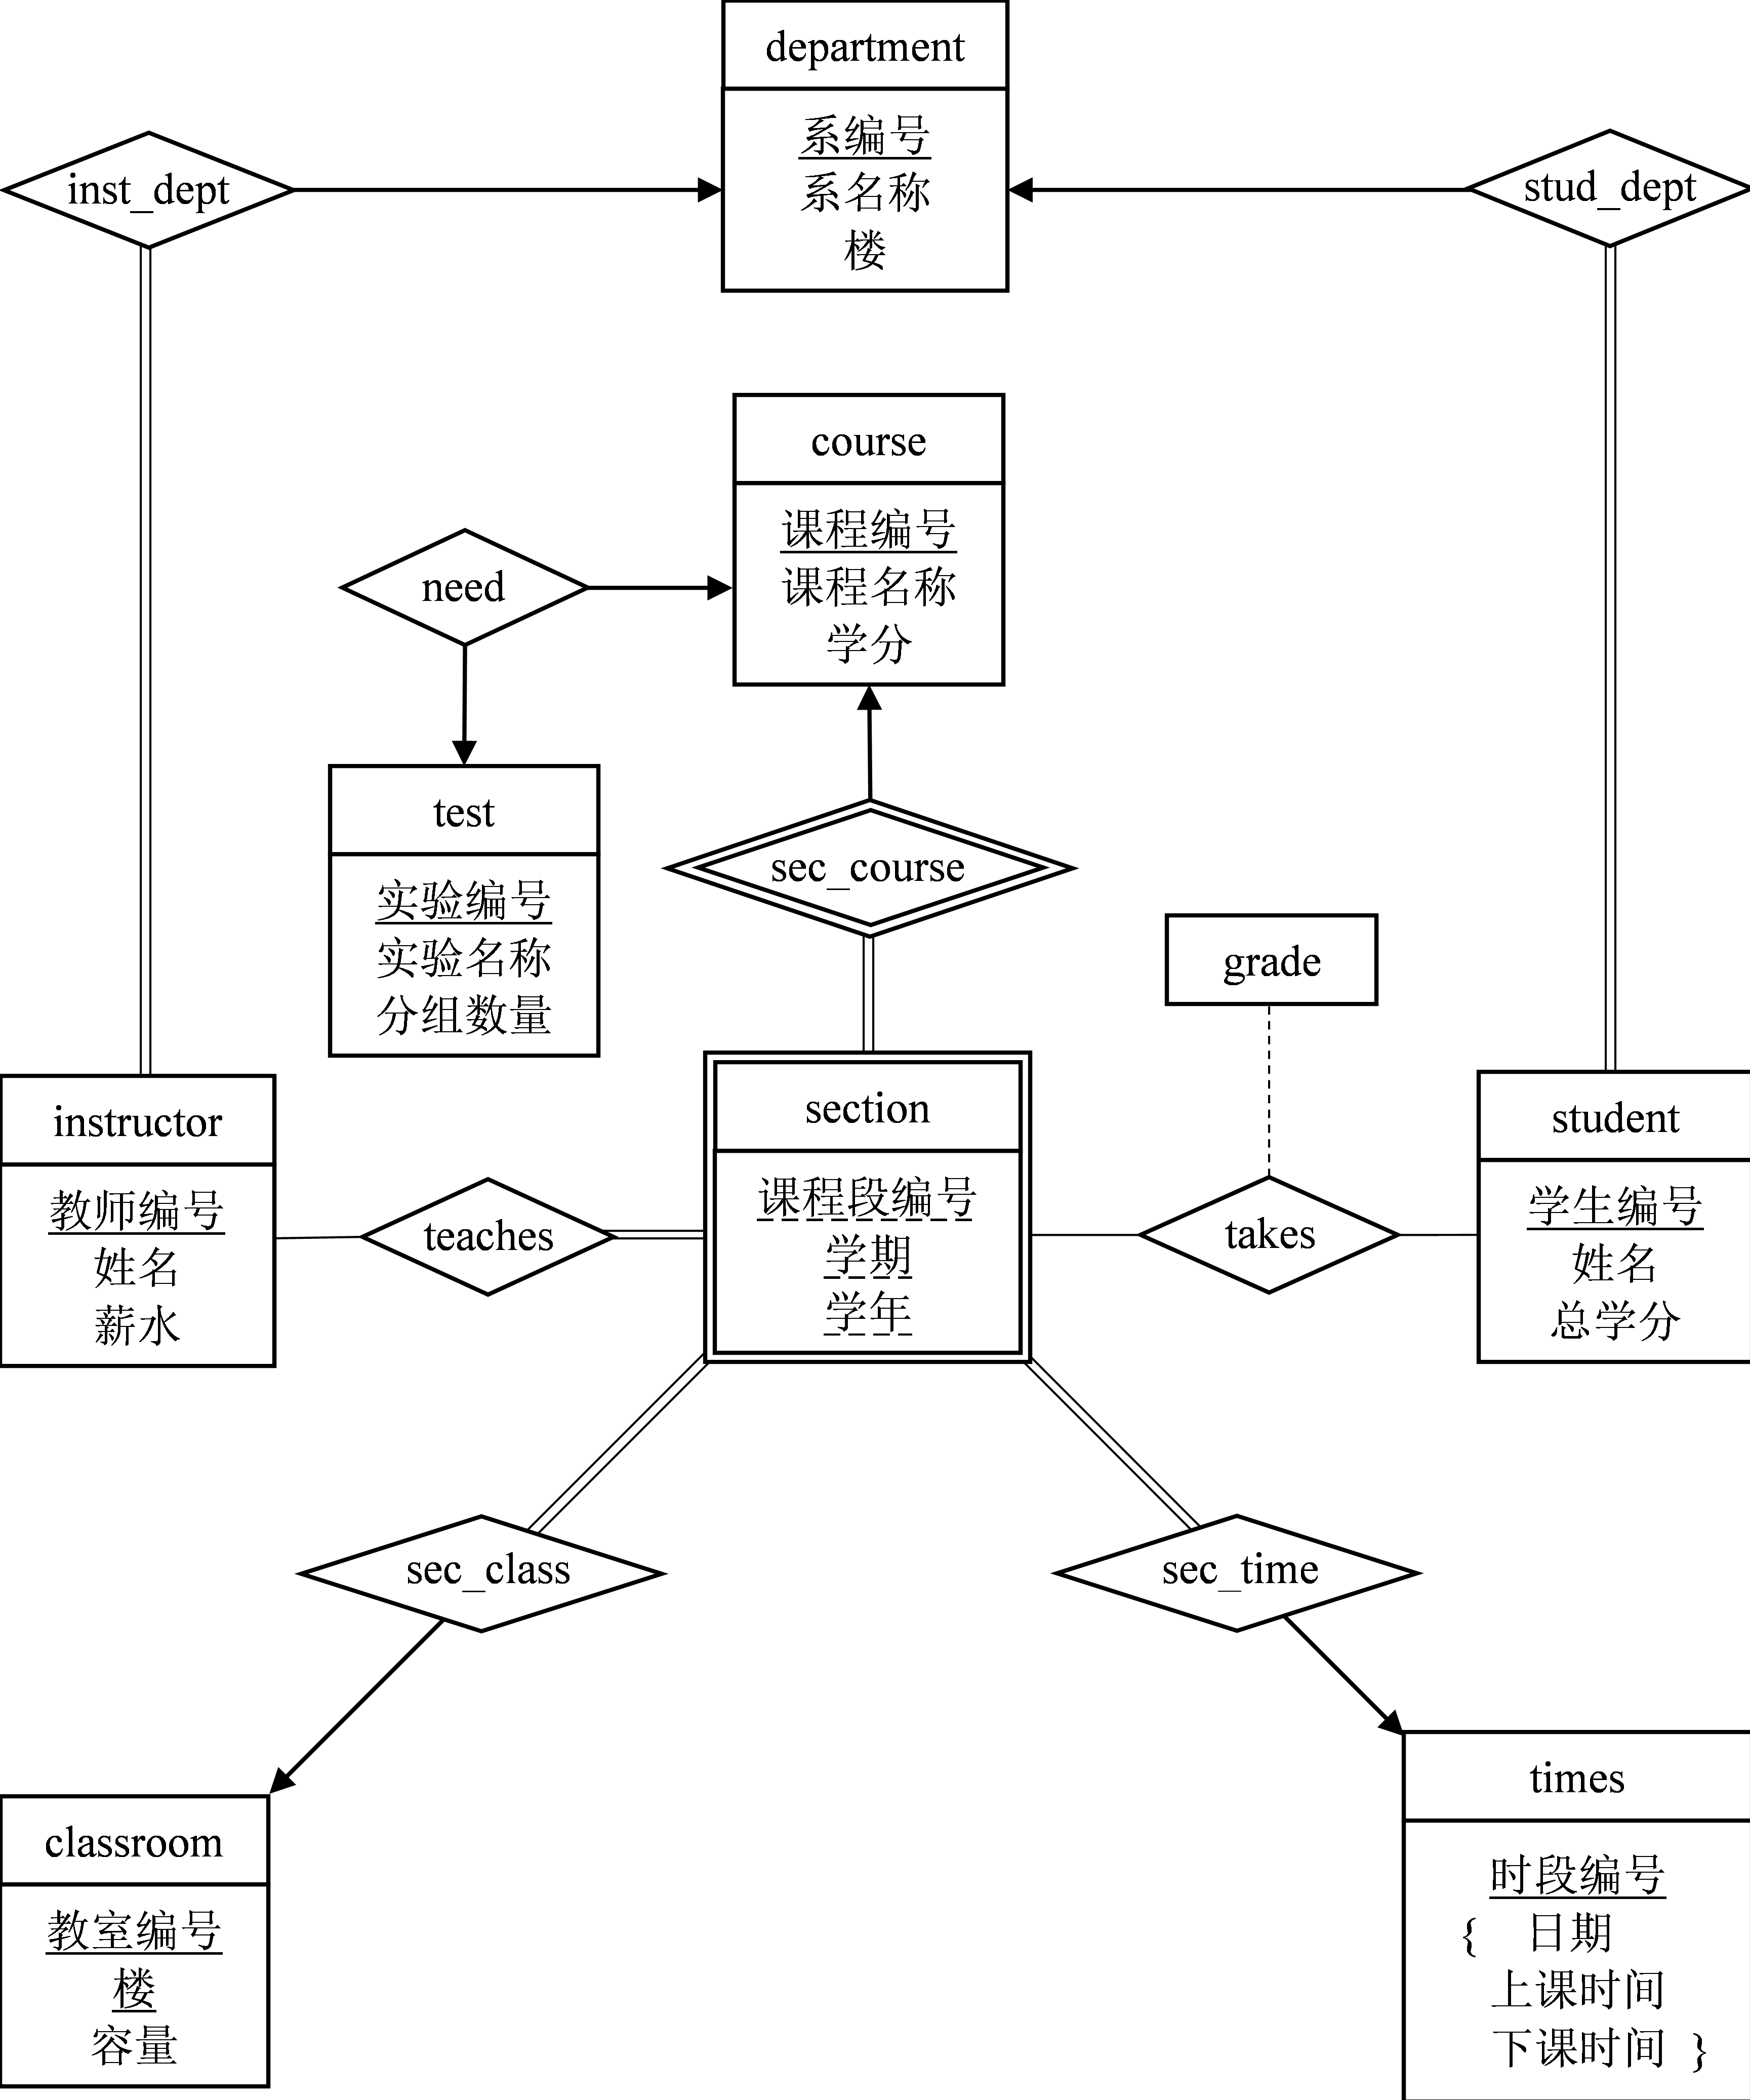 department
系编号
系名称
楼
inst_dept
stud_dept
course
课程编号
课程名称
学分
need
test
实验编号
实验名称
分组数量
sec_course
grade
instructor
教师编号
姓名
薪水
teaches
section
课程段编号
学期
学年
takes
student
学生编号
姓名
总学分
sec_class
sec_time
classroom
教室编号
楼
容量
times
时段编号
{ 日期
上课时间
下课时间 }